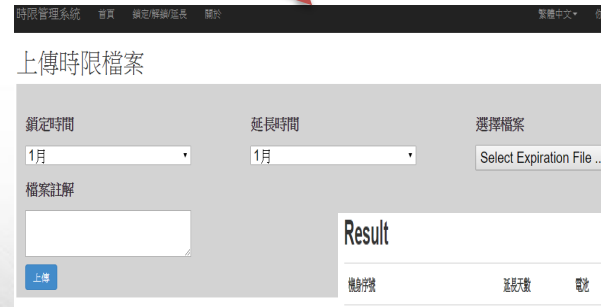 時限管理系統 首頁 鎖定/解鎖/延長 關於 繁體中文
上傳時限檔案
鎖定時間 延長時間 選擇檔案
1月 1月 Select Expiration File ..
檔案註解
上傳
Result
機身序號 延長天數 電池